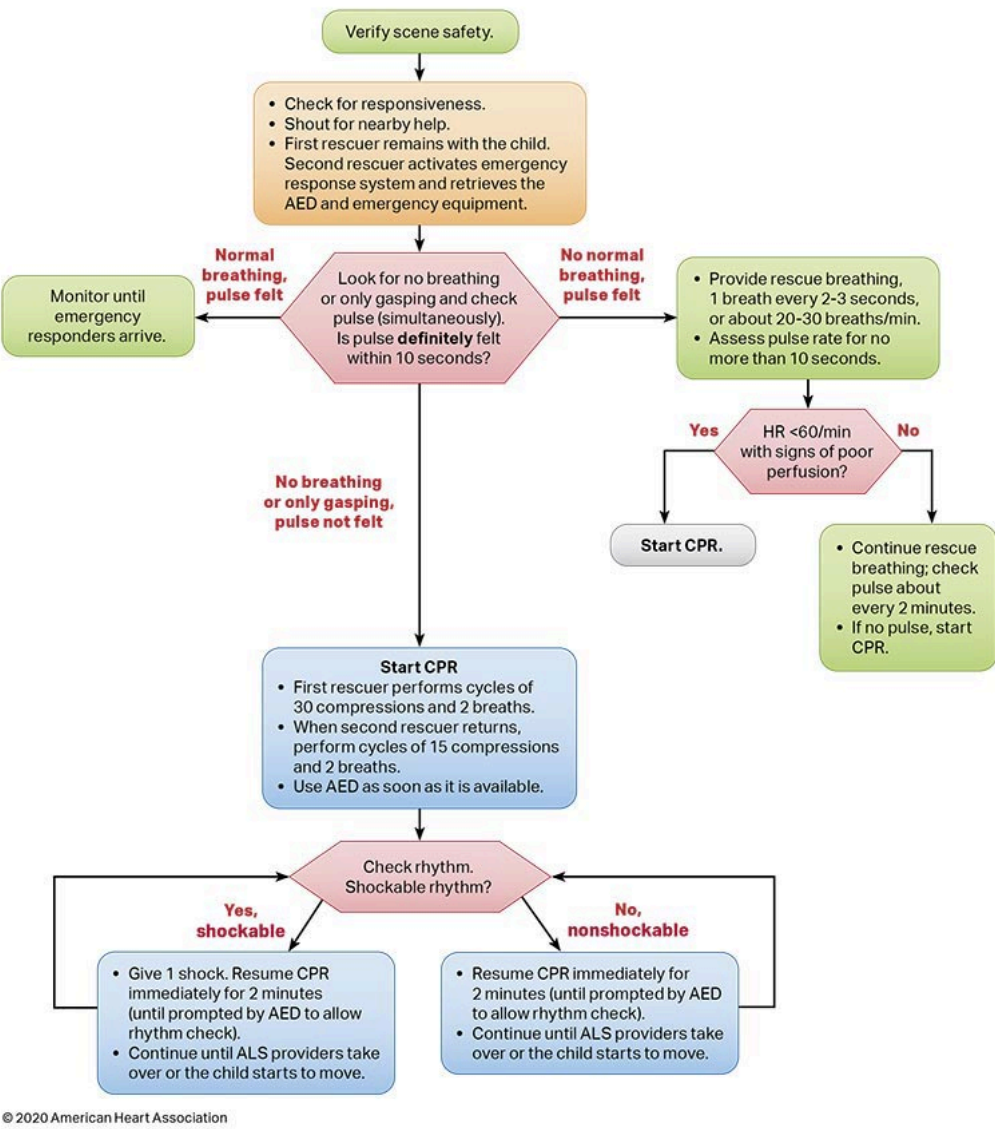 Verify scene safety.
• Check for responsiveness.
• Shout for nearby help.
• First rescuer remains with the child.
Second rescuer activates emergency
response system and retrieves the
AED and emergency equipment.
Normal
breathing,
pulse felt
Look for no breathing
or only gasping and check
pulse (simultaneously).
Is pulse definitely felt
within 10 seconds?
No normal
breathing,
pulse felt
Monitor until
emergency
responders arrive.
• Provide rescue breathing,
1 breath every 2-3 seconds,
or about 20-30 breaths/min.
• Assess pulse rate for no
more than 10 seconds.
Yes
HR <60/min
with signs of poor
perfusion?
No
No breathing
or only gasping,
pulse not felt
Start CPR.
• Continue rescue
breathing; check
pulse about
every 2 minutes.
• If no pulse, start
CPR.
Start CPR
• First rescuer performs cycles of
30 compressions and 2 breaths.
• When second rescuer returns,
perform cycles of 15 compressions
and 2 breaths.
• Use AED as soon as it is available.
Check rhythm.
Shockable rhythm?
Yes,
shockable
No,
nonshockable
• Give 1 shock. Resume CPR
immediately for 2 minutes
(until prompted by AED to allow
rhythm check).
• Continue until ALS providers take
over or the child starts to move.
• Resume CPR immediately for
2 minutes (until prompted by AED
to allow rhythm check).
• Continue until ALS providers take
over or the child starts to move.
© 2020 American Heart Association